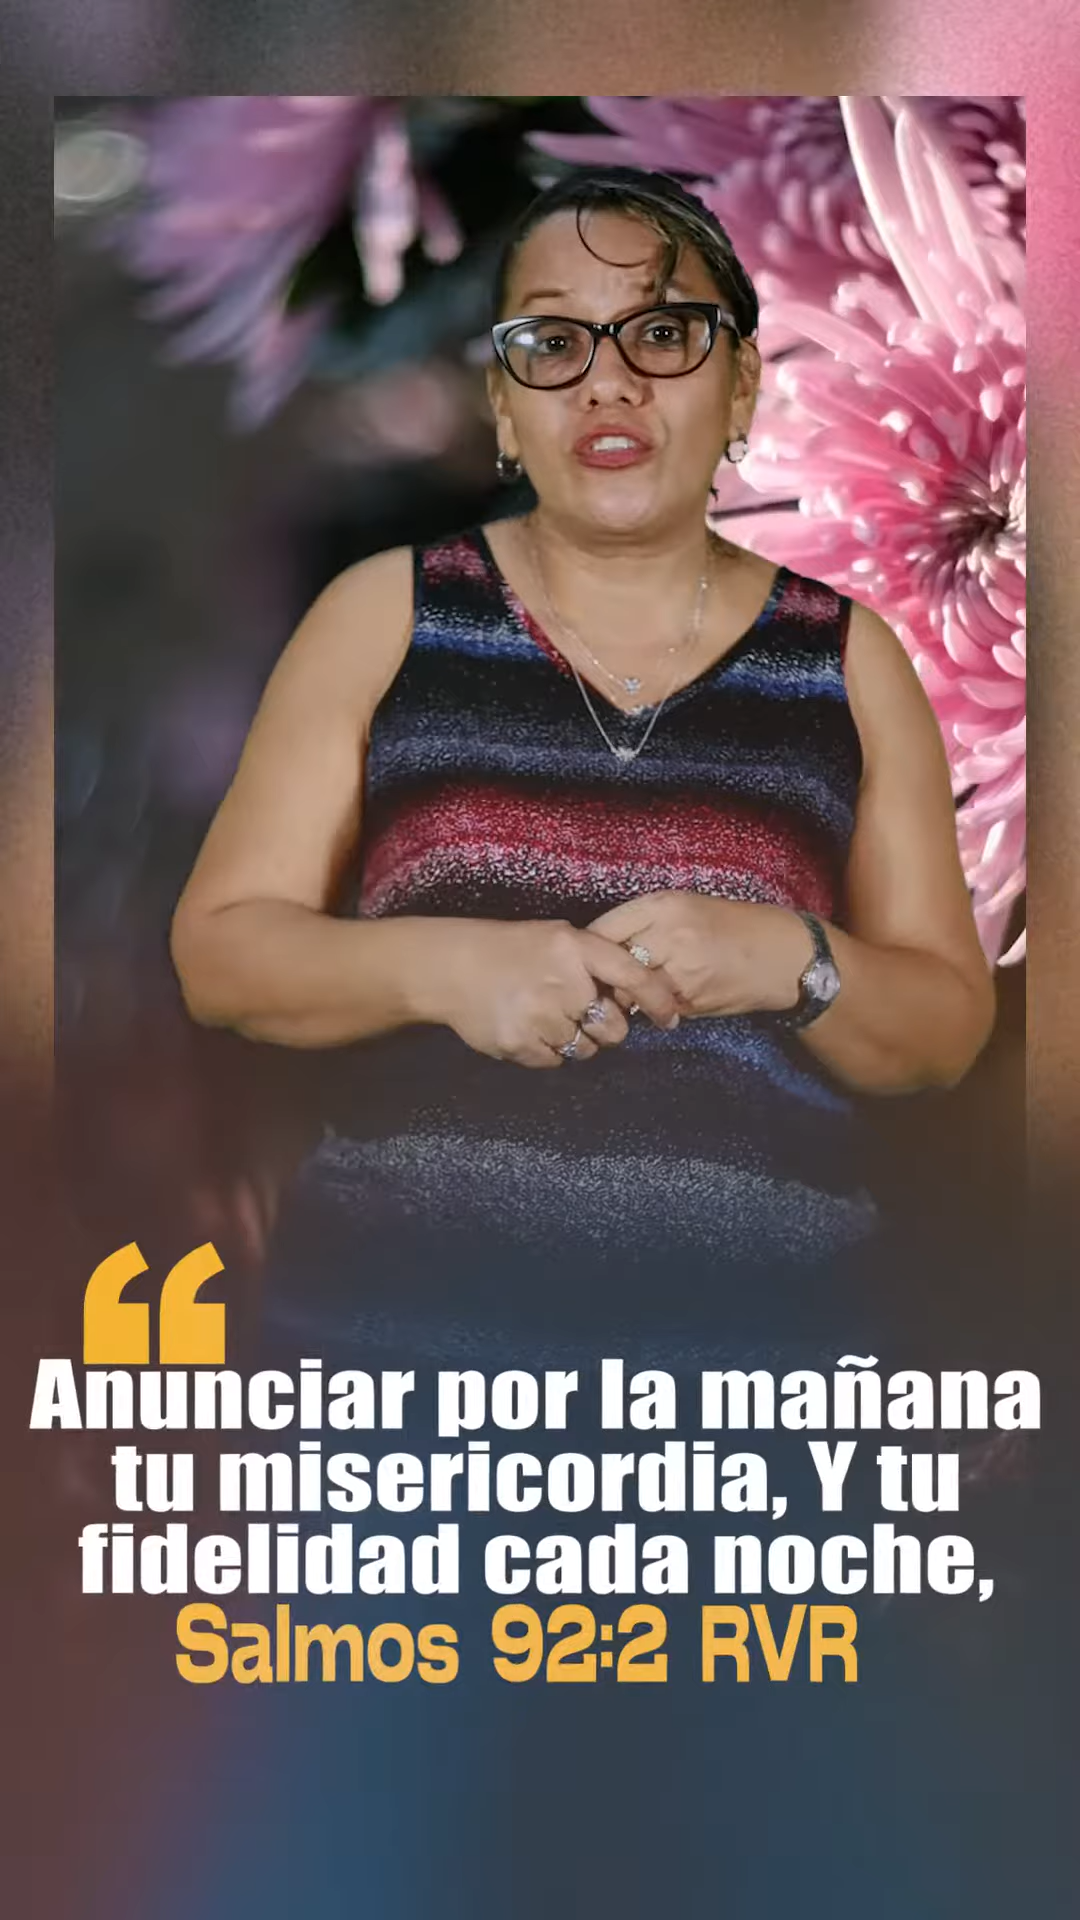 “
Anunciar por la mañana
tu misericordia, Y tu
fidelidad cada noche,
Salmos 92:2 RVR